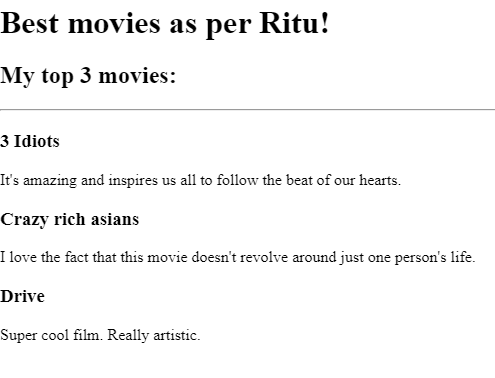 Best movies as per Ritu!
My top 3 movies:
3 Idiots
It's amazing and inspires us all to follow the beat of our hearts.
Crazy rich asians
I love the fact that this movie doesn't revolve around just one person's life.
Drive
Super cool film. Really artistic.